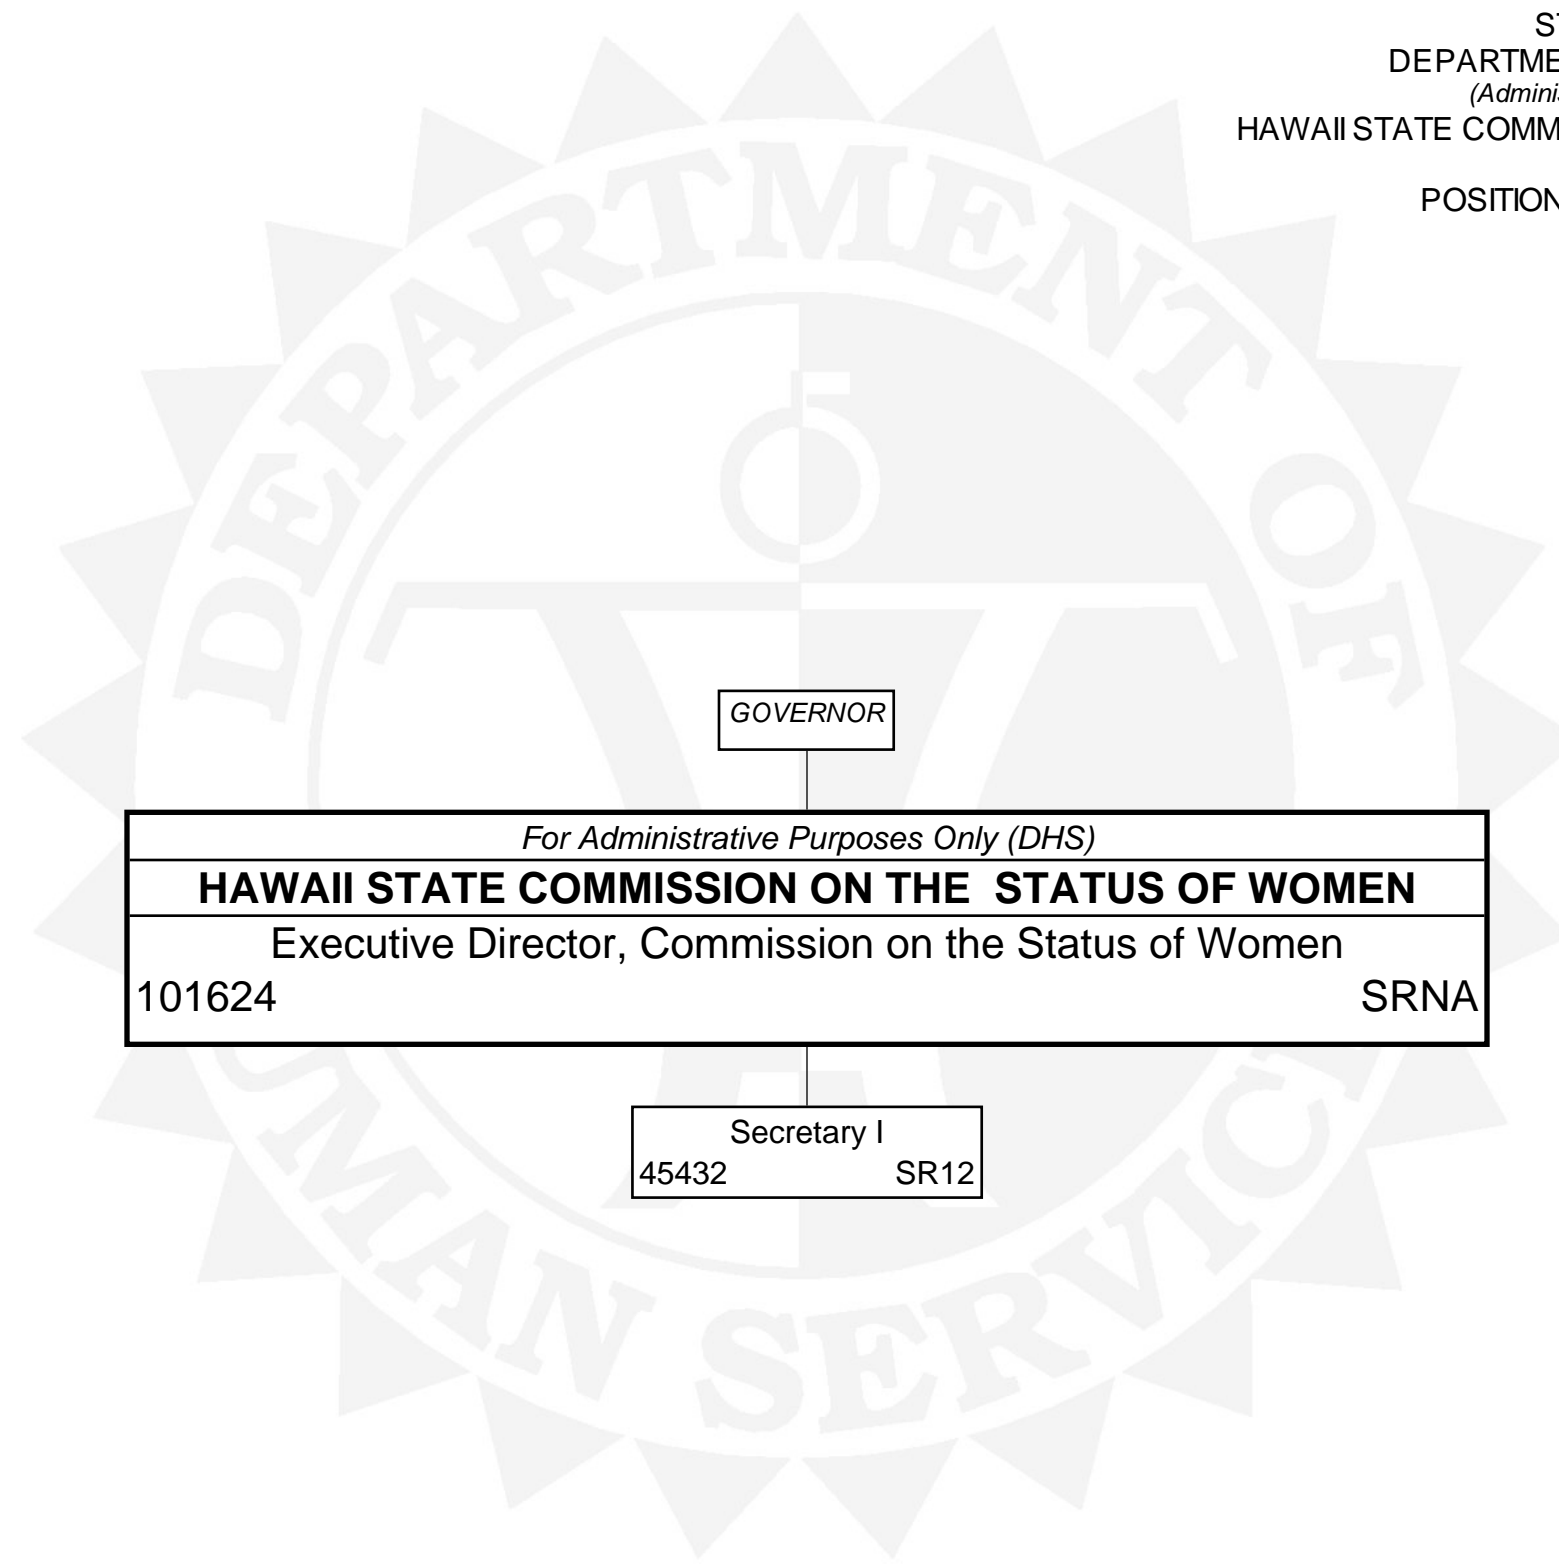 ST
DEPARTME
(Adminis
HAWAII STATE COMM
POSITION
DEPARTMENT OF
GOVERNOR
For Administrative Purposes Only (DHS)
HAWAII STATE COMMISSION ON THE STATUS OF WOMEN
Executive Director, Commission on the Status of Women
101624 SRNA
Secretary I
45432 SR12